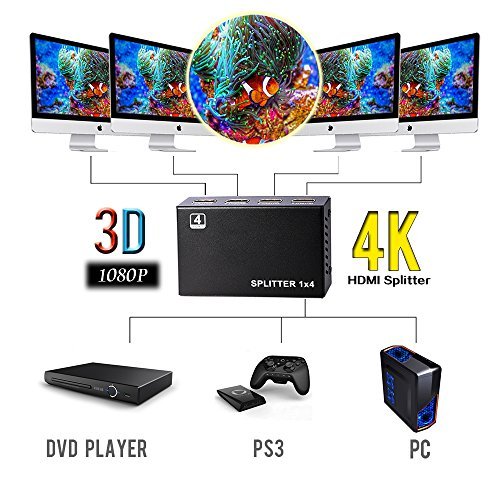 3D
1080P
4
SPLITTER 1x4
4K
HDMI Splitter
DVD PLAYER
PS3
PC